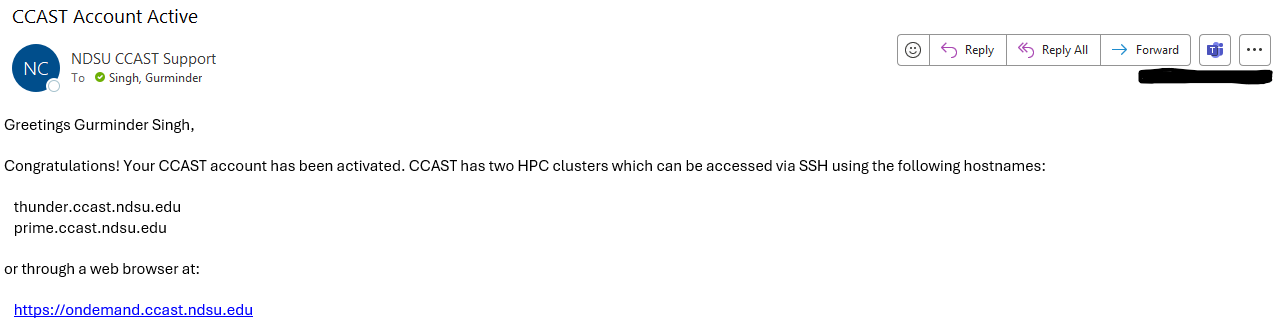 CCAST Account Active
NC
NDSU CCAST Support
To Singh, Gurminder
Reply
Reply All
Forward
Greetings Gurminder Singh,
Congratulations! Your CCAST account has been activated. CCAST has two HPC clusters which can be accessed via SSH using the following hostnames:
thunder.ccast.ndsu.edu
prime.ccast.ndsu.edu
or through a web browser at:
https://ondemand.ccast.ndsu.edu